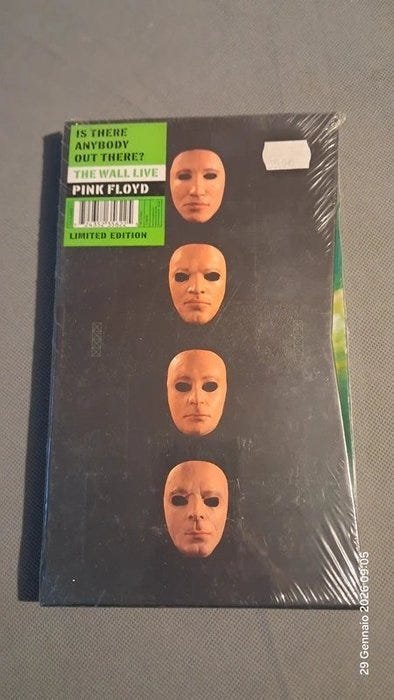 IS THERE
ANYBODY
OUT THERE?
THE WALL LIVE
PINK FLOYD
LIMITED EDITION
29 Gennaio 2026 09:05